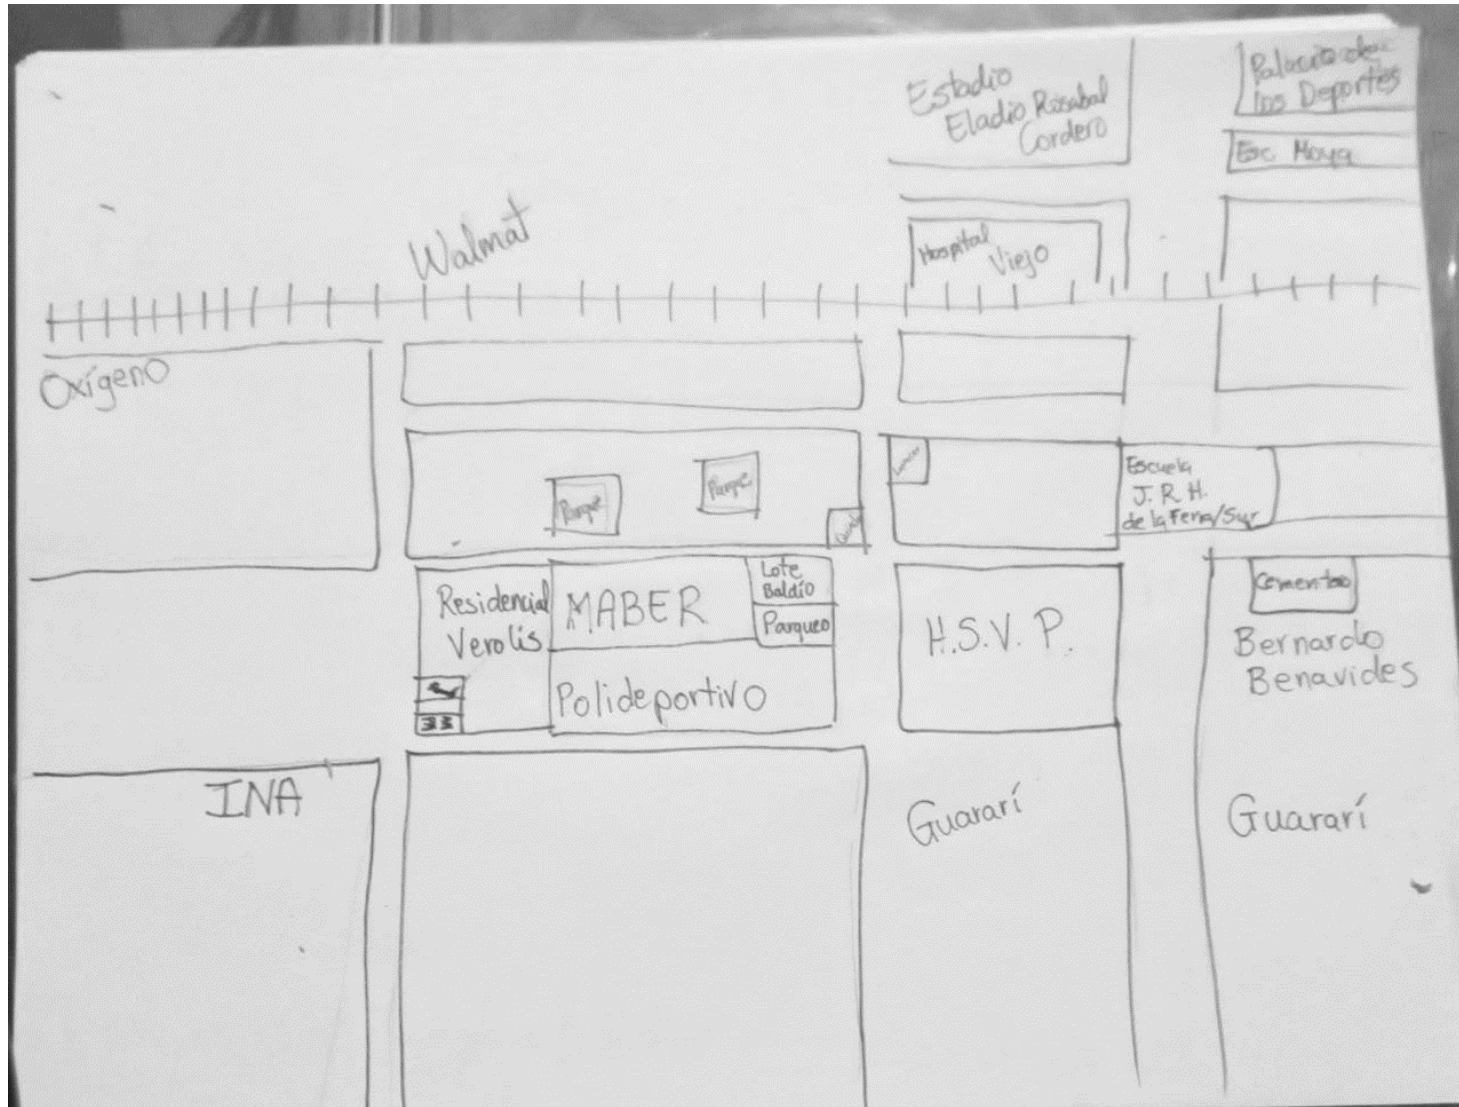 Estadio
Eladio Rosabal
Cordero
Palacio de
los Deportes
Esc Moya
Walmat
Hospital
Viejo
Oxígeno
Parque
Parque
Escuela
J. R. H.
de la Feria/Sur
Residencial
Verolis
MABER
Lote
Baldío
Parqueo
Polideportivo
33
H.S.V.P.
Cementerio
Bernardo
Benavides
INA
Guararí
Guararí